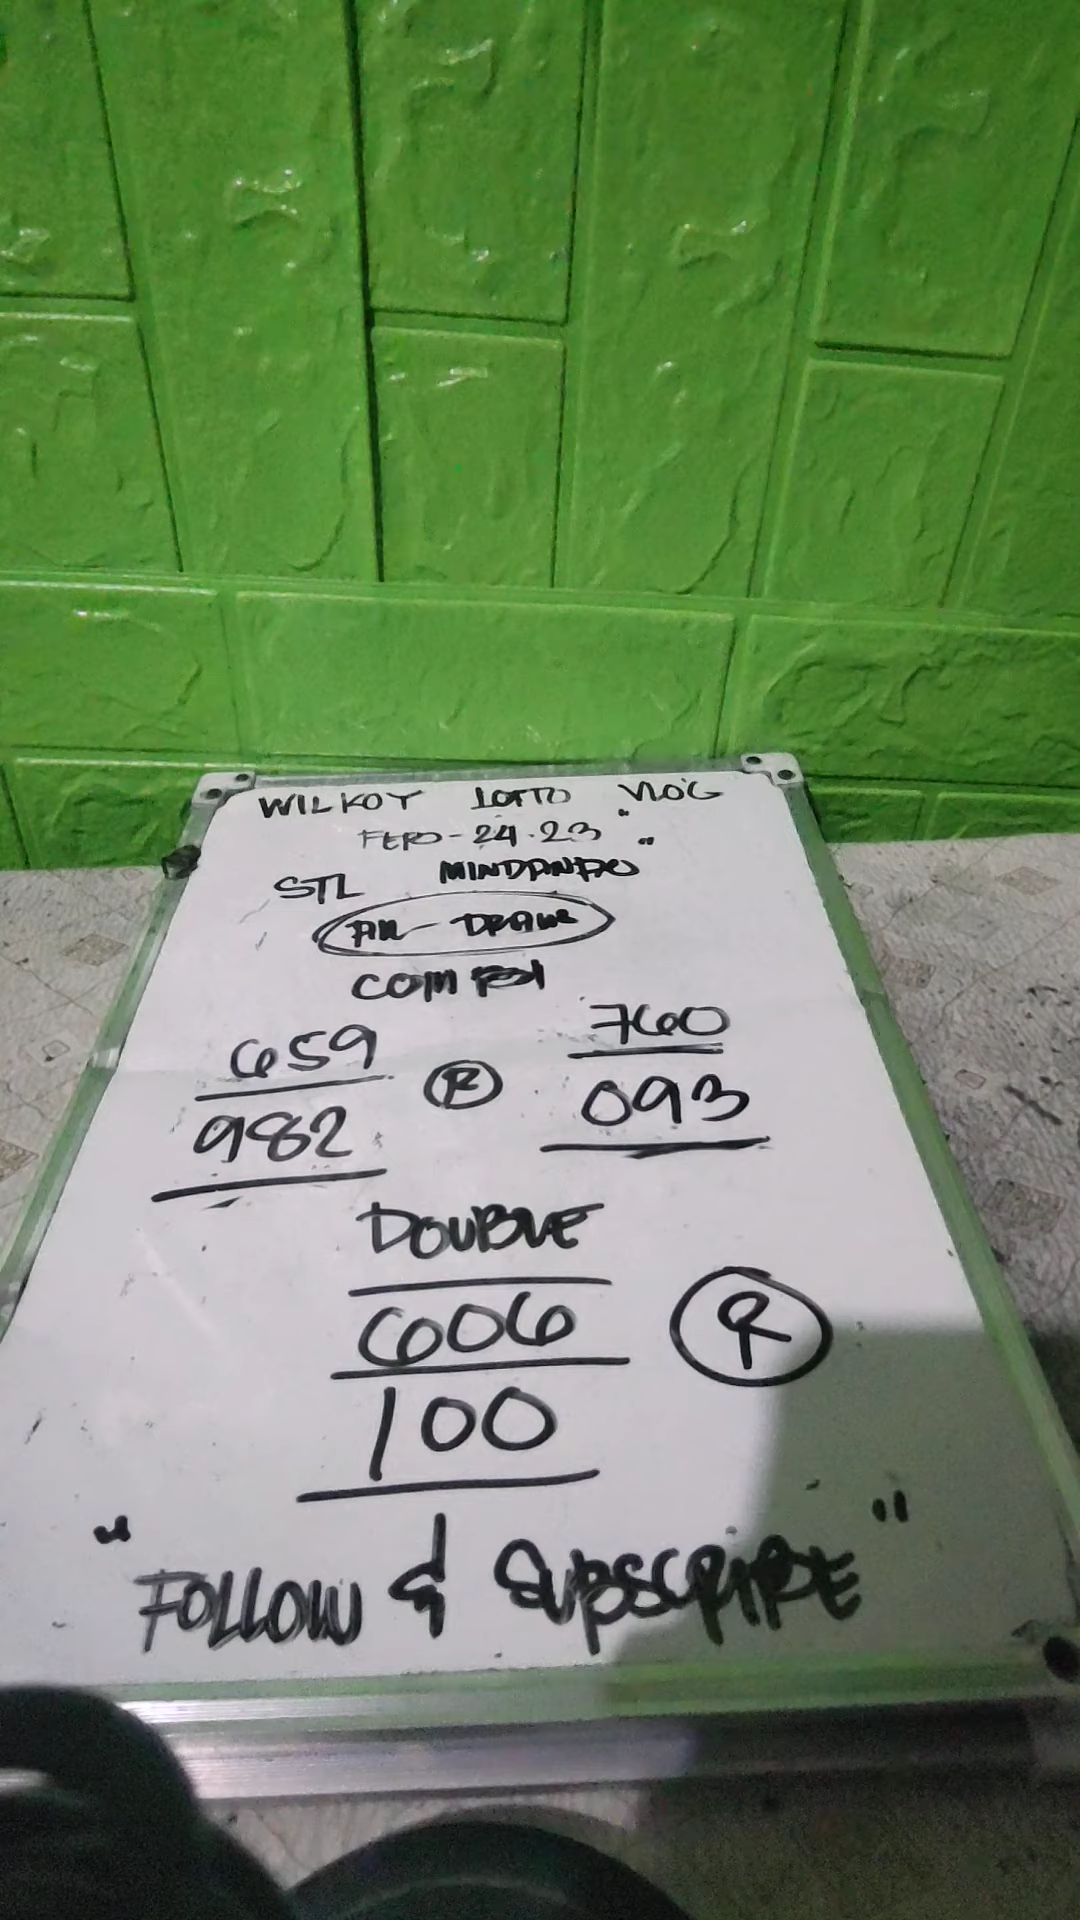 WILKOY LOTTO "VLOG"
FEB-24.23
STL MINDANAO
ALL-DRAWS
COMBI
659 R 760
982 093
DOUBLE
606 R
100
"FOLLOW & SUBSCRIBE"